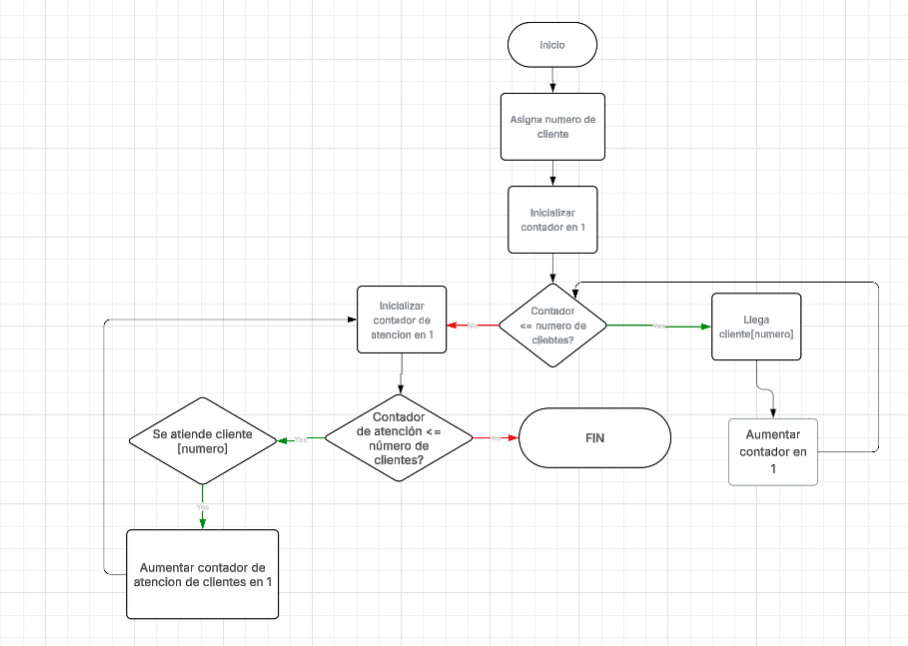 inicio
Asigna numero de
cliente
Inicializar
contador en 1
Contador
<= numero de
cliebtes?
No
Yes
Llega
cliente[numero]
Aumentar
contador en
1
Inicializar
contador de
atencion en 1
Contador
de atención <=
número de
clientes?
Yes
No
FIN
Se atiende cliente
[numero]
Yes
Aumentar contador de
atencion de clientes en 1